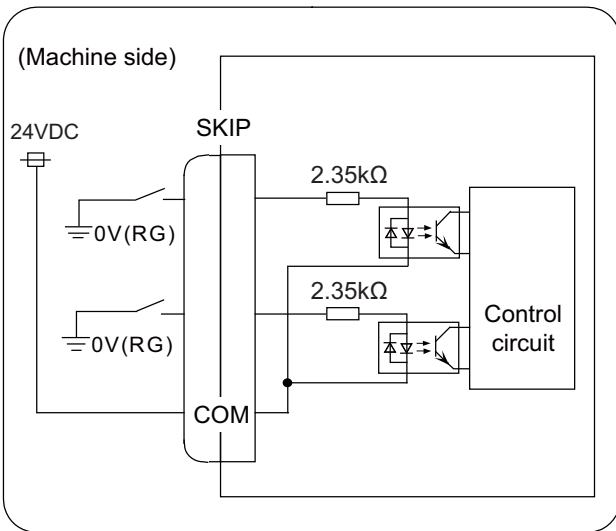 (Machine side)
24VDC
SKIP
2.35kΩ
0V(RG)
2.35kΩ
0V(RG)
Control
circuit
COM